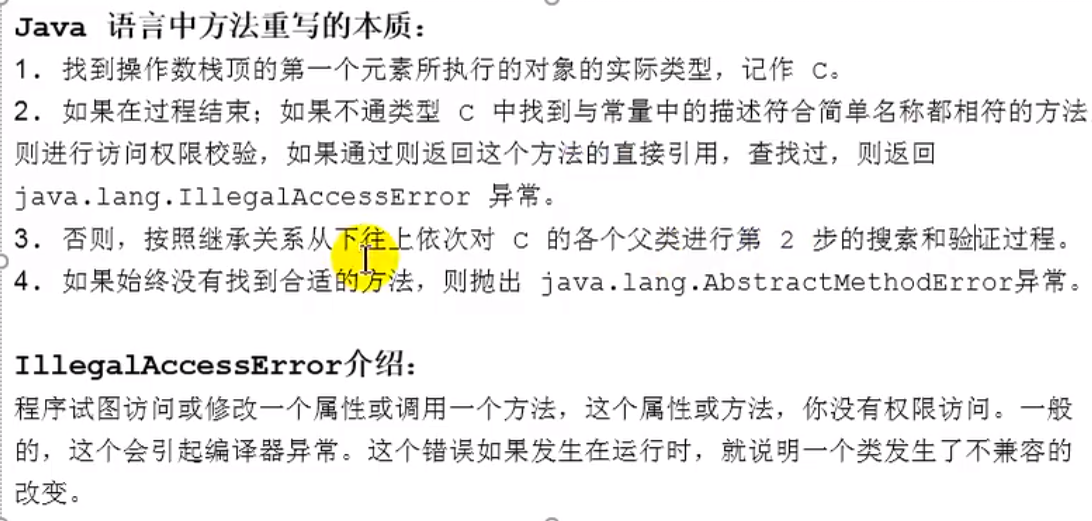 Java 语言中方法重写的本质：
1. 找到操作数栈顶的第一个元素所执行的对象的实际类型，记作 C。
2. 如果在过程结束；如果不通类型 C 中找到与常量中的描述符合简单名称都相符的方法
则进行访问权限校验，如果通过则返回这个方法的直接引用，查找过，则返回
java.lang.IllegalAccessError 异常。
3. 否则，按照继承关系从下往上依次对 C 的各个父类进行第 2 步的搜索和验证过程。
4. 如果始终没有找到合适的方法，则抛出 java.lang.AbstractMethodError异常。
IllegalAccessError介绍：
程序试图访问或修改一个属性或调用一个方法，这个属性或方法，你没有权限访问。一般
的，这个会引起编译器异常。这个错误如果发生在运行时，就说明一个类发生了不兼容的
改变。